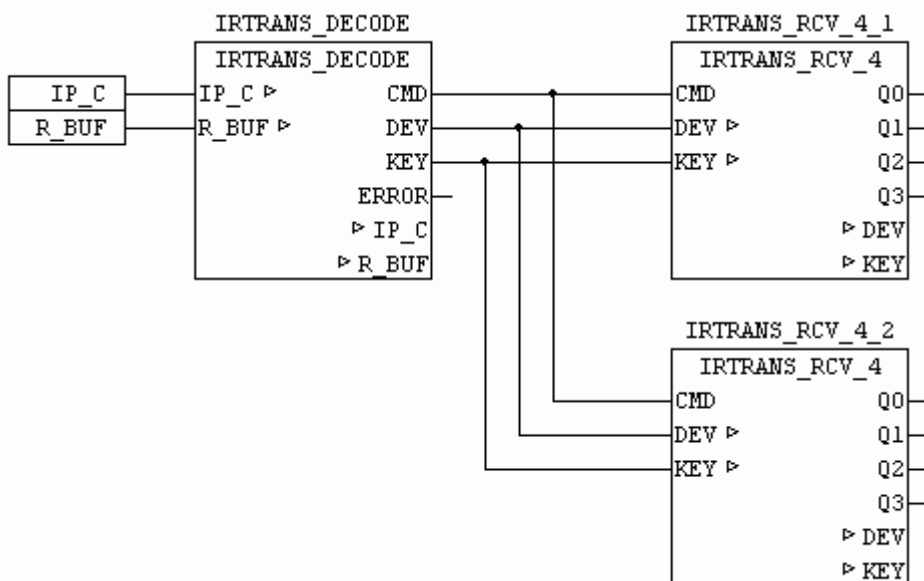 IRTRANS_DECODE
IRTRANS_DECODE
IP_C
R_BUF
IP_C
R_BUF
CMD
DEV
KEY
ERROR
IP_C
R_BUF
IRTRANS_RCV_4_1
IRTRANS_RCV_4
CMD
DEV
KEY
Q0
Q1
Q2
Q3
DEV
KEY
IRTRANS_RCV_4_2
IRTRANS_RCV_4
CMD
DEV
KEY
Q0
Q1
Q2
Q3
DEV
KEY